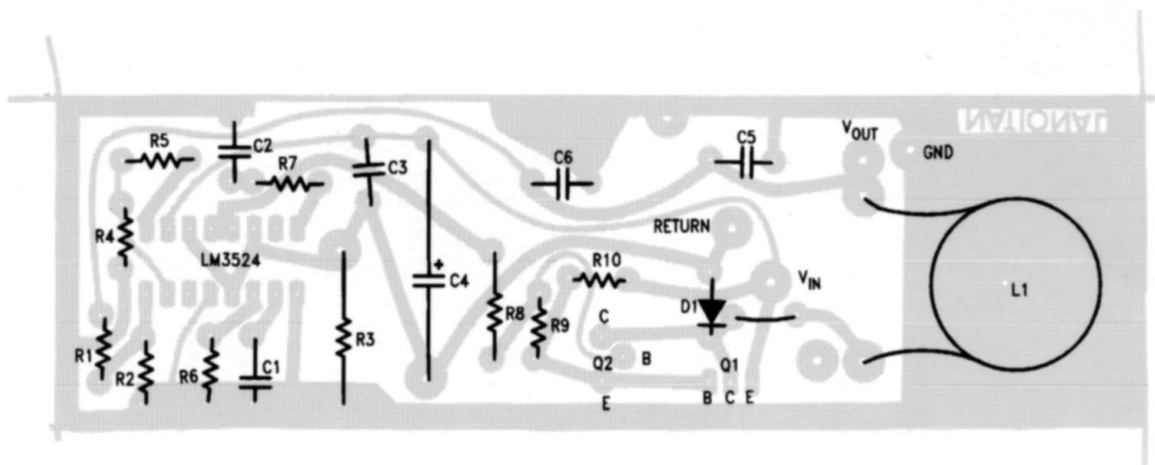 NATIONAL
R5
C2
R7
C3
C6
C5
VOUT
GND
R4
LM3524
RETURN
R10
VIN
C4
D1
L1
R1
R2
R6
C1
R3
R8
R9
C
Q2
B
Q1
E
B C E